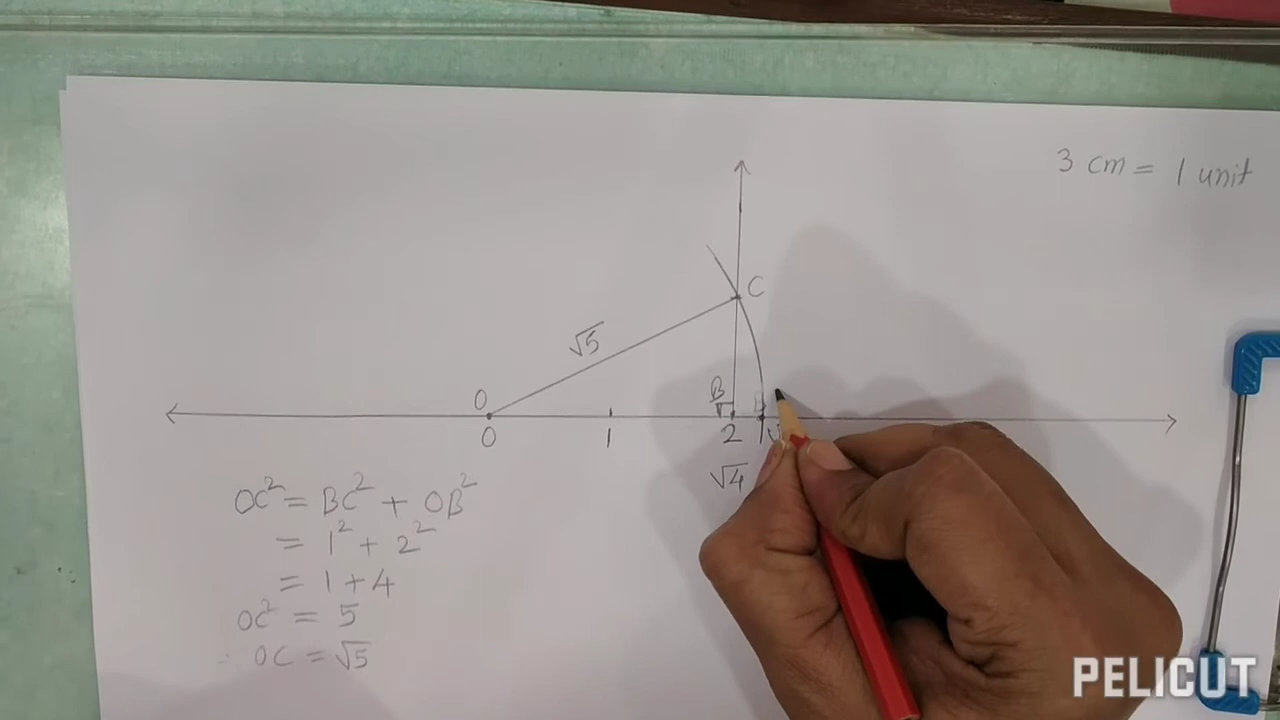 3 cm = 1 unit
C
√5
O
B
0
1
2
√4
OC² = BC² + OB²
= 1² + 2²
= 1 + 4
OC² = 5
∴ OC = √5
PELICUT